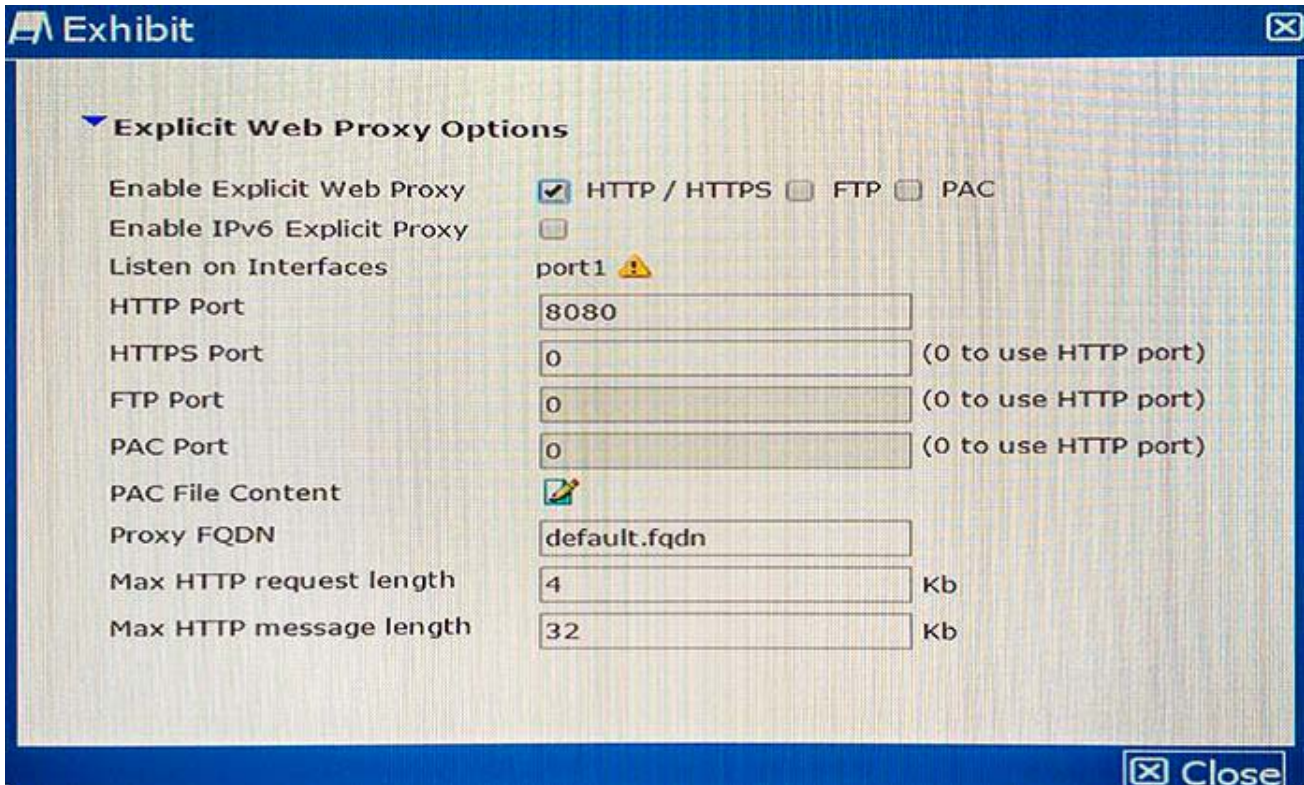 Exhibit
Explicit Web Proxy Options
Enable Explicit Web Proxy HTTP / HTTPS FTP PAC
Enable IPv6 Explicit Proxy
Listen on Interfaces port1
HTTP Port 8080
HTTPS Port 0 (0 to use HTTP port)
FTP Port 0 (0 to use HTTP port)
PAC Port 0 (0 to use HTTP port)
PAC File Content
Proxy FQDN default.fqdn
Max HTTP request length 4 Kb
Max HTTP message length 32 Kb
Close